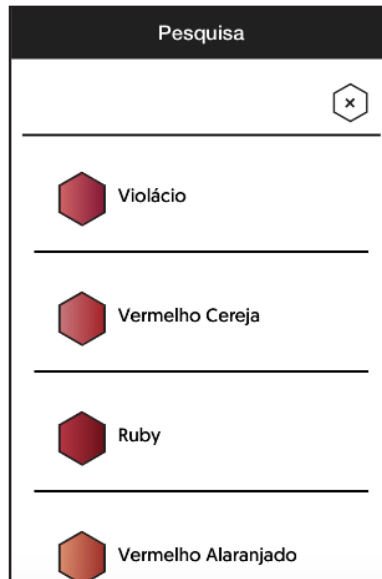 Pesquisa
Violácio
Vermelho Cereja
Ruby
Vermelho Alaranjado